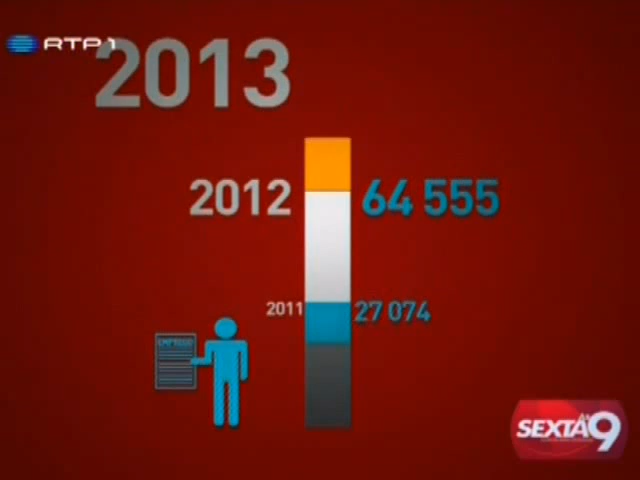 RTP1
2013
2012
64 555
2011
27 074
EMPREGO
SEXTA
ÀS
9